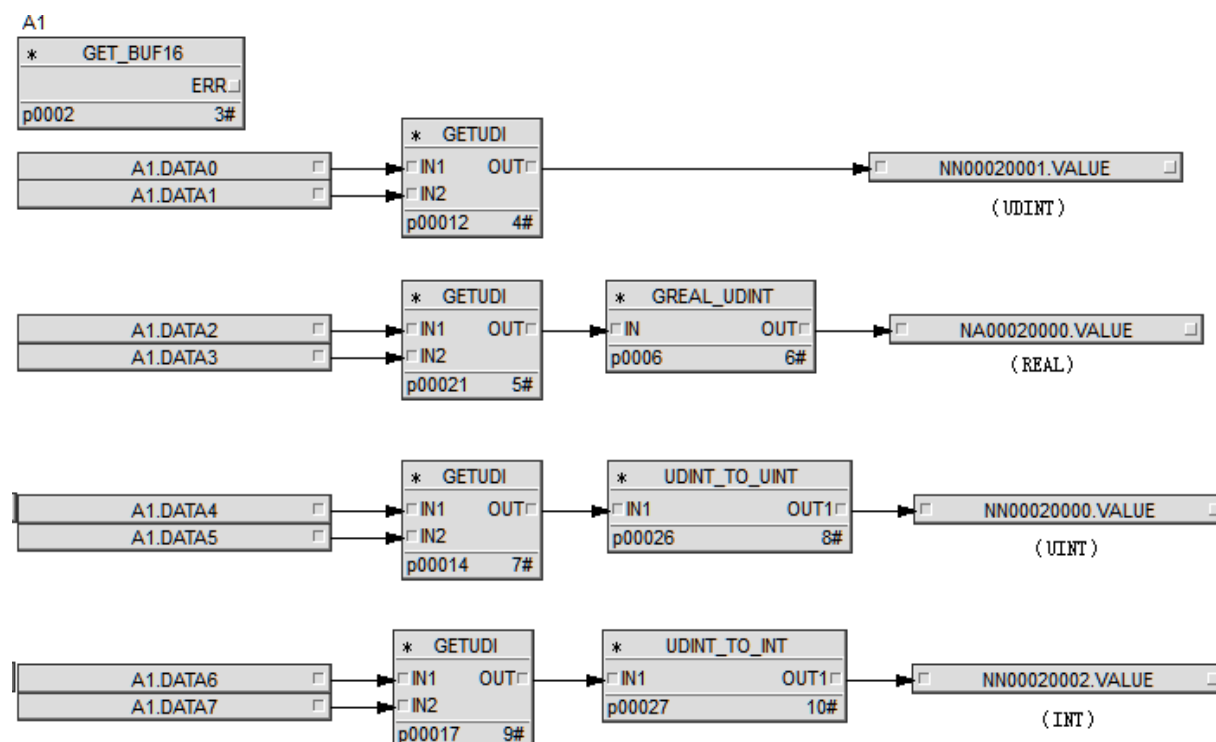 A1
* GET_BUF16
ERR
p0002 3#
* GETUDI
A1.DATA0 IN1 OUT NN00020001.VALUE
A1.DATA1 IN2
(UDINT)
p00012 4#
* GETUDI * GREAL_UDINT
A1.DATA2 IN1 OUT IN OUT NA00020000.VALUE
A1.DATA3 IN2 p0006 6#
(REAL)
p00021 5#
* GETUDI * UDINT_TO_UINT
A1.DATA4 IN1 OUT IN1 OUT1 NN00020000.VALUE
A1.DATA5 IN2 p00026 8#
(UINT)
p00014 7#
* GETUDI * UDINT_TO_INT
A1.DATA6 IN1 OUT IN1 OUT1 NN00020002.VALUE
A1.DATA7 IN2 p00027 10#
(INT)
p00017 9#